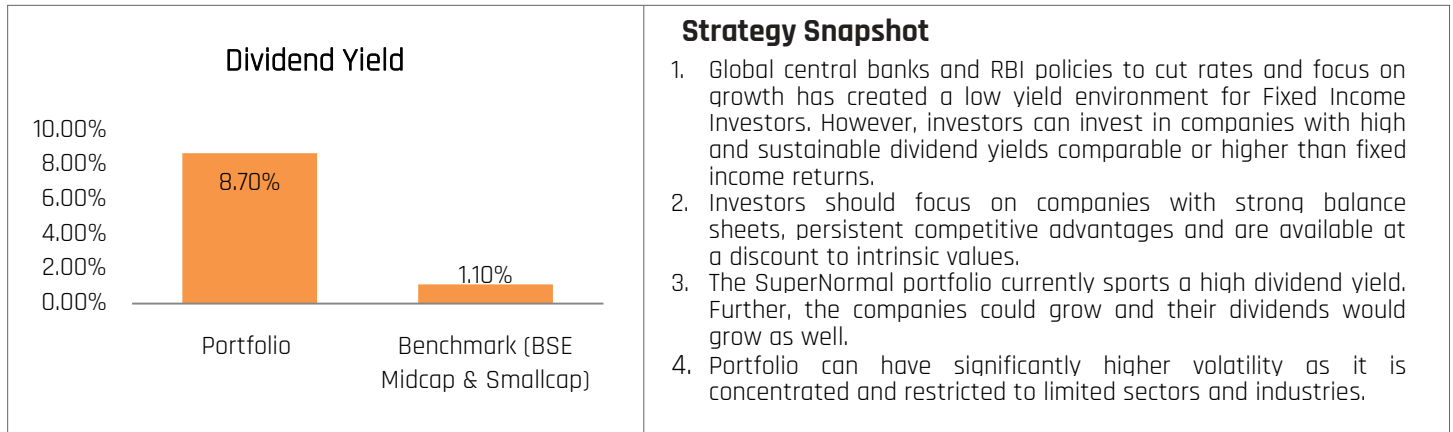 Dividend Yield
10.00%
8.00%
6.00%
4.00%
2.00%
0.00%
8.70%
1.10%
Portfolio
Benchmark (BSE
Midcap & Smallcap)
Strategy Snapshot
1. Global central banks and RBI policies to cut rates and focus on
growth has created a low yield environment for Fixed Income
Investors. However, investors can invest in companies with high
and sustainable dividend yields comparable or higher than fixed
income returns.
2. Investors should focus on companies with strong balance
sheets, persistent competitive advantages and are available at
a discount to intrinsic values.
3. The SuperNormal portfolio currently sports a high dividend yield.
Further, the companies could grow and their dividends would
grow as well.
4. Portfolio can have significantly higher volatility as it is
concentrated and restricted to limited sectors and industries.